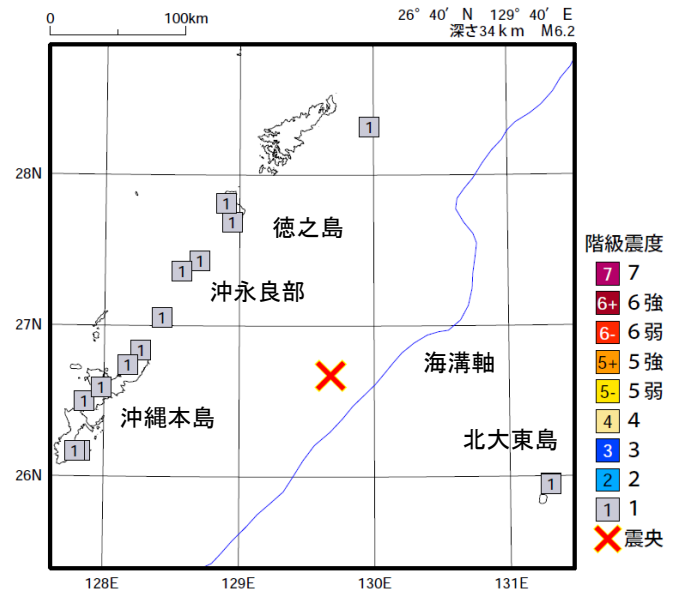 0 100km
26° 40′ N 129° 40′ E
深さ34km M6.2
28N
27N
26N
128E 129E 130E 131E
1
1
1
徳之島
1
1
沖永良部
1
1
1
海溝軸
1
1
沖縄本島
北大東島
1
1
階級震度
7 7
6+ 6強
6- 6弱
5+ 5強
5- 5弱
4 4
3 3
2 2
1 1
震央